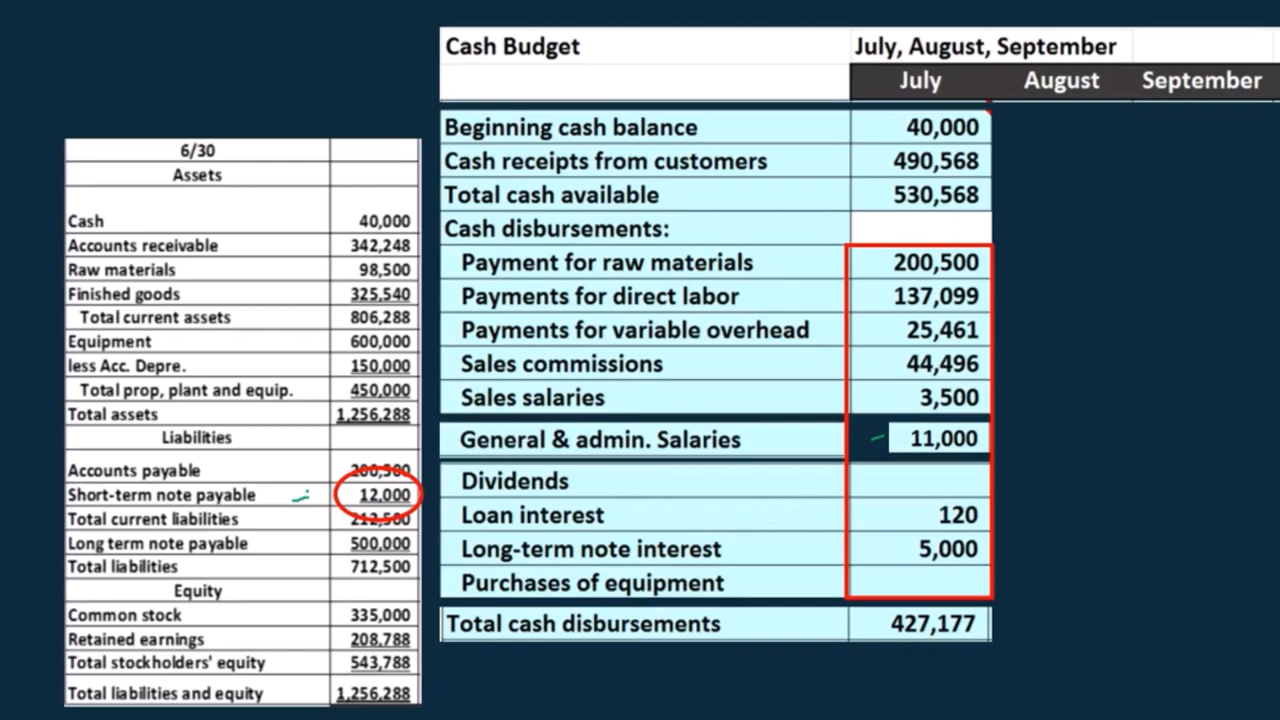 6/30
Assets
Cash 40,000
Accounts receivable 342,248
Raw materials 98,500
Finished goods 325,540
Total current assets 806,288
Equipment 600,000
less Acc. Depre. 150,000
Total prop, plant and equip. 450,000
Total assets 1,256,288
Liabilities
Accounts payable 200,500
Short-term note payable 12,000
Total current liabilities 212,500
Long term note payable 500,000
Total liabilities 712,500
Equity
Common stock 335,000
Retained earnings 208,788
Total stockholders' equity 543,788
Total liabilities and equity 1,256,288
Cash Budget July, August, September
July August September
Beginning cash balance 40,000
Cash receipts from customers 490,568
Total cash available 530,568
Cash disbursements:
Payment for raw materials 200,500
Payments for direct labor 137,099
Payments for variable overhead 25,461
Sales commissions 44,496
Sales salaries 3,500
General & admin. Salaries 11,000
Dividends
Loan interest 120
Long-term note interest 5,000
Purchases of equipment
Total cash disbursements 427,177